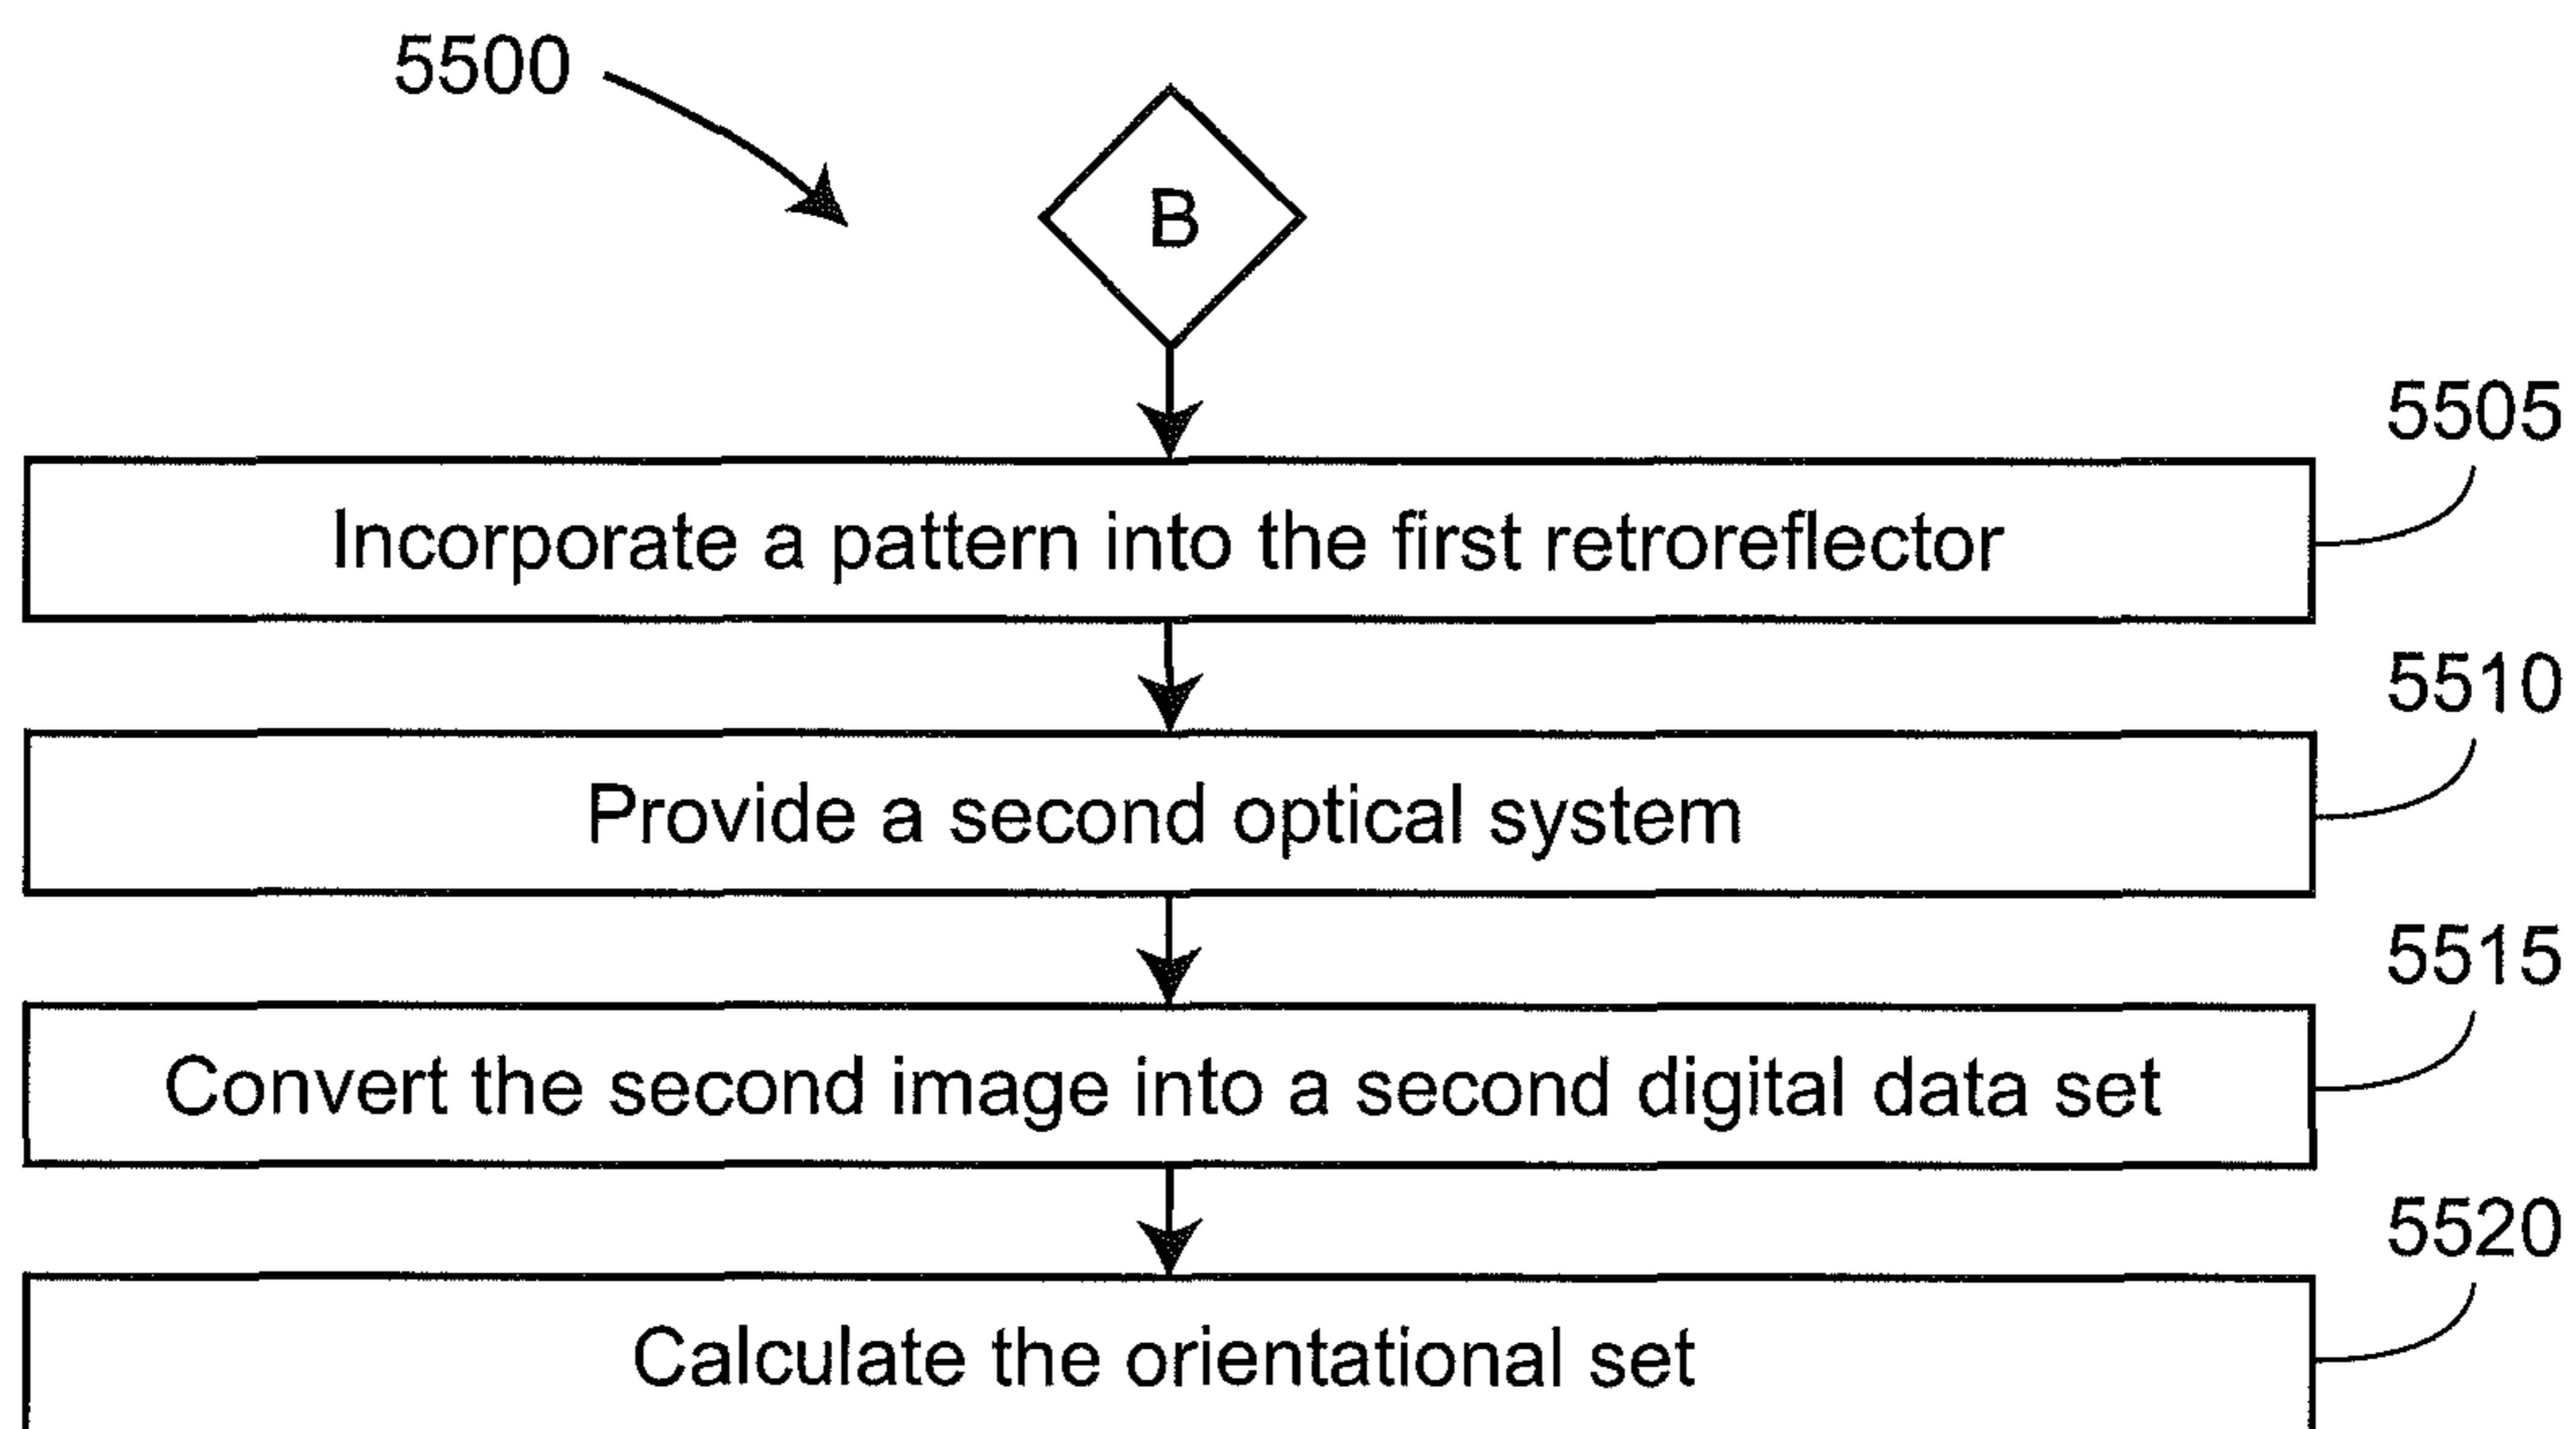 5500
B
5505
Incorporate a pattern into the first retroreflector
5510
Provide a second optical system
5515
Convert the second image into a second digital data set
5520
Calculate the orientational set